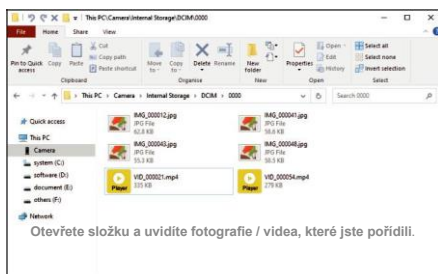 This PC\Camera\Internal Storage\DCIM\0000
File Home Share View
Pin to Quick access
Copy
Paste
Cut
Copy path
Paste shortcut
Move to
Copy to
Delete
Rename
New folder
Properties
Open
Edit
History
Select all
Select none
Invert selection
Clipboard Organise New Open Select
This PC > Camera > Internal Storage > DCIM > 0000
Search 0000
Quick access
This PC
Camera
system (C:)
software (D:)
document (E:)
others (F:)
Network
IMG_000012.jpg
JPG File
62.8 KB
IMG_000041.jpg
JPG File
56.6 KB
IMG_000043.jpg
JPG File
55.3 KB
IMG_000048.jpg
JPG File
58.5 KB
Player
VID_000021.mp4
335 KB
Player
VID_000054.mp4
279 KB
Otevřete složku a uvidíte fotografie / videa, které jste pořídili.